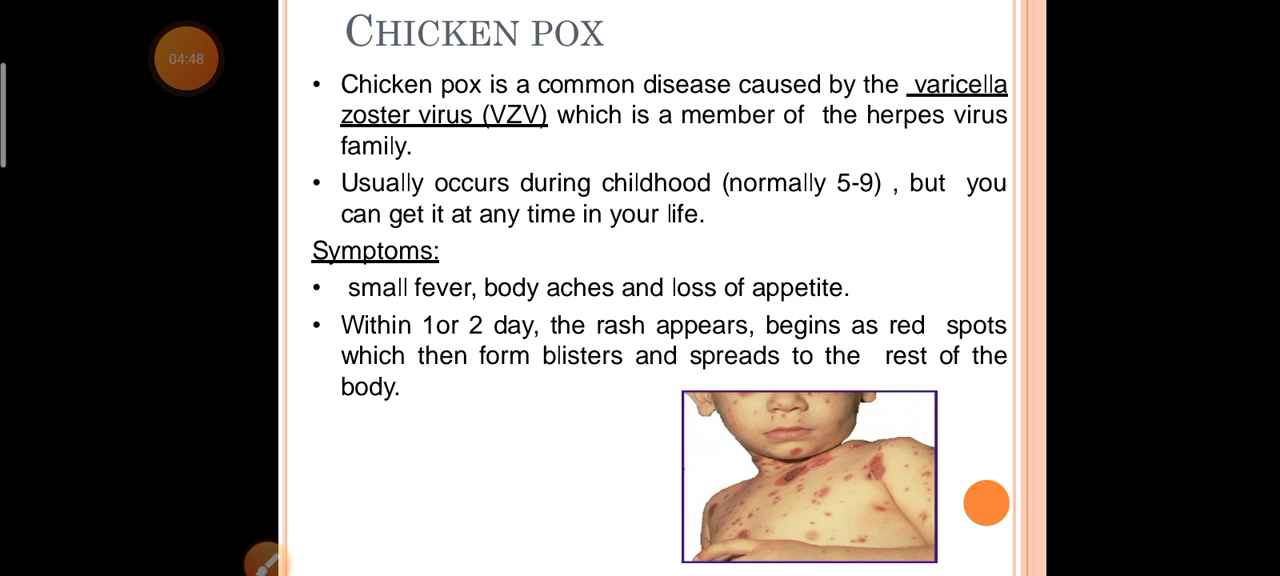 CHICKEN POX
04:48
• Chicken pox is a common disease caused by the varicella
zoster virus (VZV) which is a member of the herpes virus
family.
• Usually occurs during childhood (normally 5-9) , but you
can get it at any time in your life.
Symptoms:
• small fever, body aches and loss of appetite.
• Within 1or 2 day, the rash appears, begins as red spots
which then form blisters and spreads to the rest of the
body.